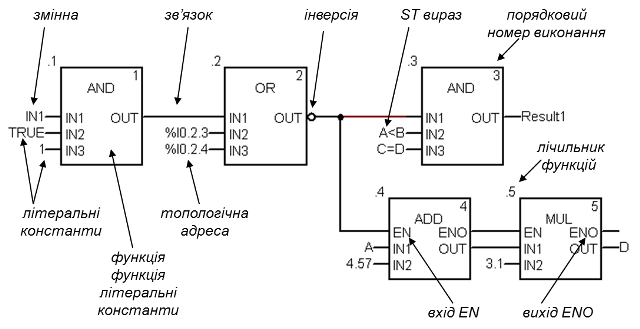 змінна
зв'язок
інверсія
ST вираз
порядковий
номер виконання
.1
1
AND
IN1
IN1
OUT
TRUE
IN2
1
IN3
.2
2
OR
IN1
OUT
%I0.2.3
IN2
%I0.2.4
IN3
.3
3
AND
IN1
OUT
Result1
A<B
IN2
C=D
IN3
літеральні
константи
топологічна
адреса
лічильник
функцій
.4
4
ADD
EN
ENO
A
IN1
OUT
4.57
IN2
.5
5
MUL
EN
ENO
IN1
OUT
D
3.1
IN2
функція
функція
літеральні
константи
вхід EN
вихід ENO